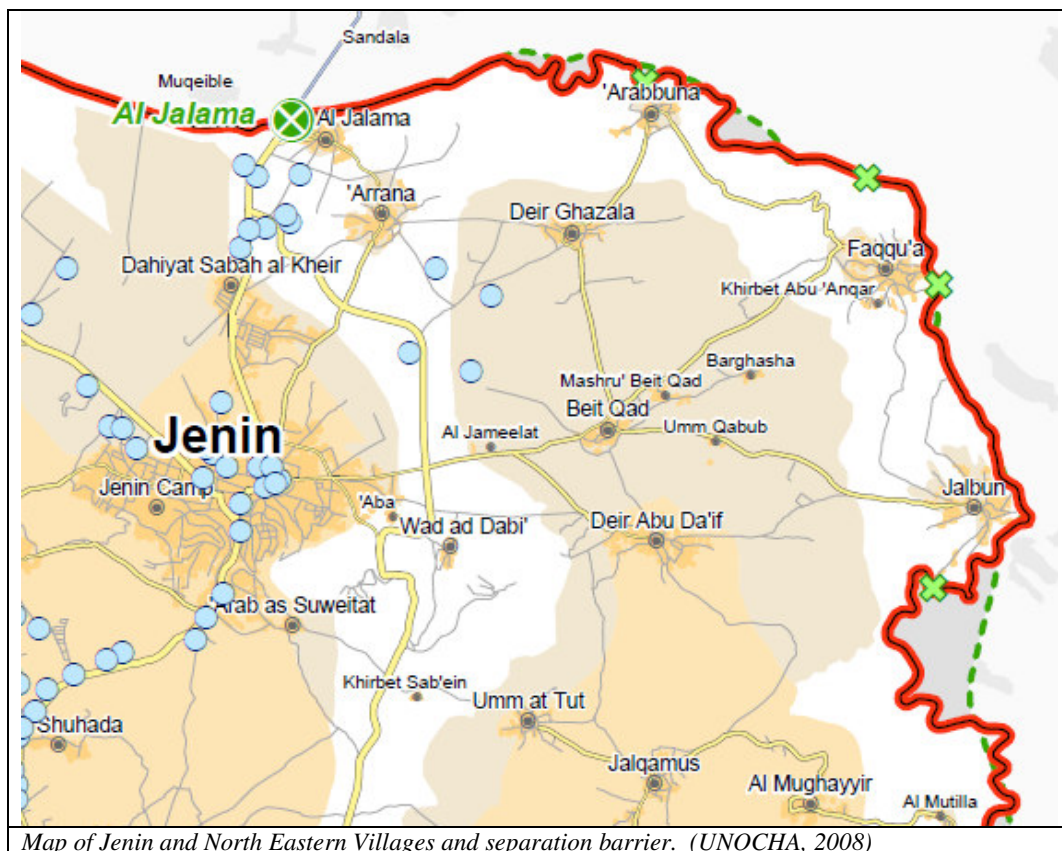 Sandala
Muqeible
'Arabbuna
Al Jalama
Al Jalama
'Arrana
Deir Ghazala
Faqqu'a
Dahiyat Sabah al Kheir
Khirbet Abu 'Anqar
Barghasha
Mashru' Beit Qad
Beit Qad
Jenin
Al Jameelat
Umm Qabub
Jenin Camp
Jalbun
'Aba
Wad ad Dabi'
Deir Abu Da'if
'Arab as Suweitat
Khirbet Sab'ein
Umm at Tut
Shuhada
Jalqamus
Al Mughayyir
Al Mutilla
Map of Jenin and North Eastern Villages and separation barrier. (UNOCHA, 2008)